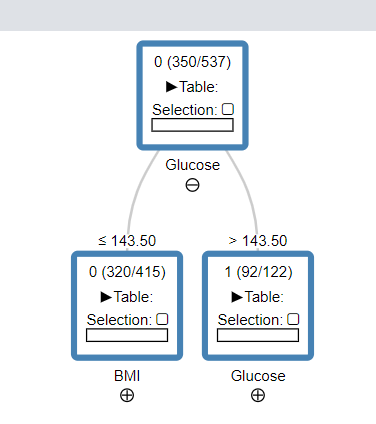 0 (350/537)
▶Table:
Selection:
Glucose
≤ 143.50
> 143.50
0 (320/415)
▶Table:
Selection:
BMI
1 (92/122)
▶Table:
Selection:
Glucose